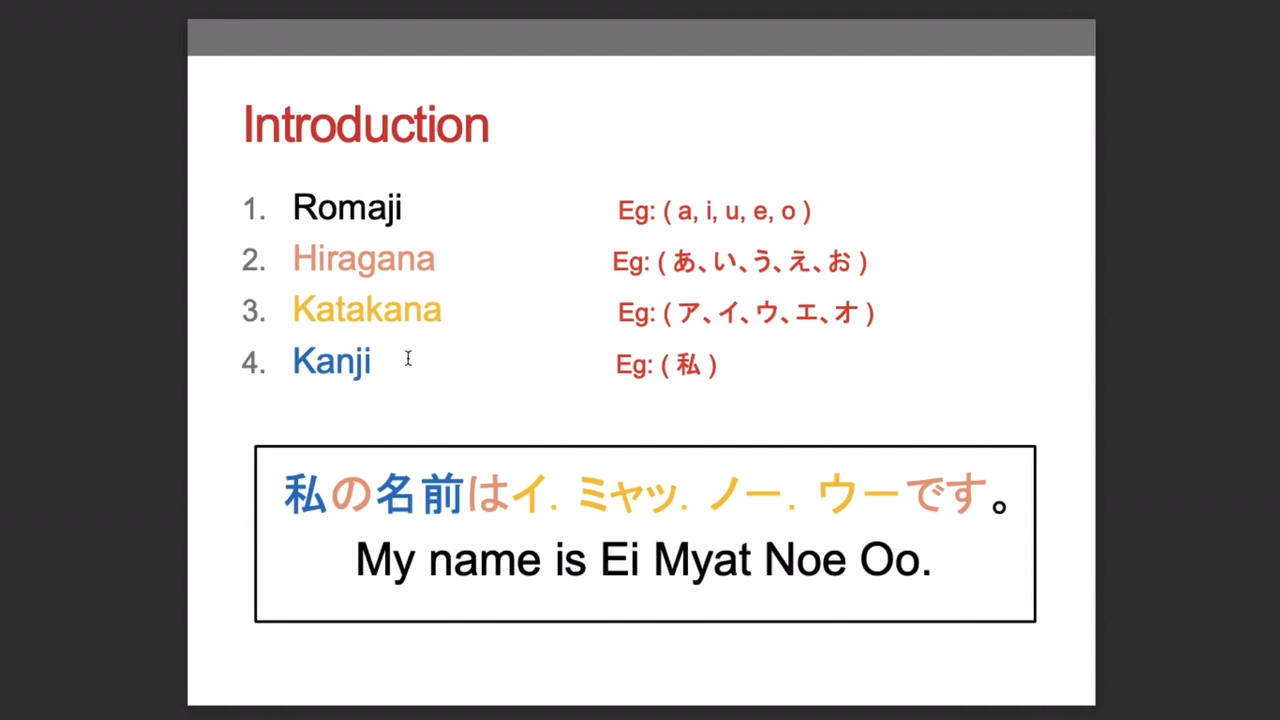 Introduction
1. Romaji Eg: ( a, i, u, e, o )
2. Hiragana Eg: ( あ、い、う、え、お )
3. Katakana Eg: ( ア、イ、ウ、エ、オ )
4. Kanji Eg: ( 私 )
私の名前はイ. ミャッ. ノー. ウーです。
My name is Ei Myat Noe Oo.